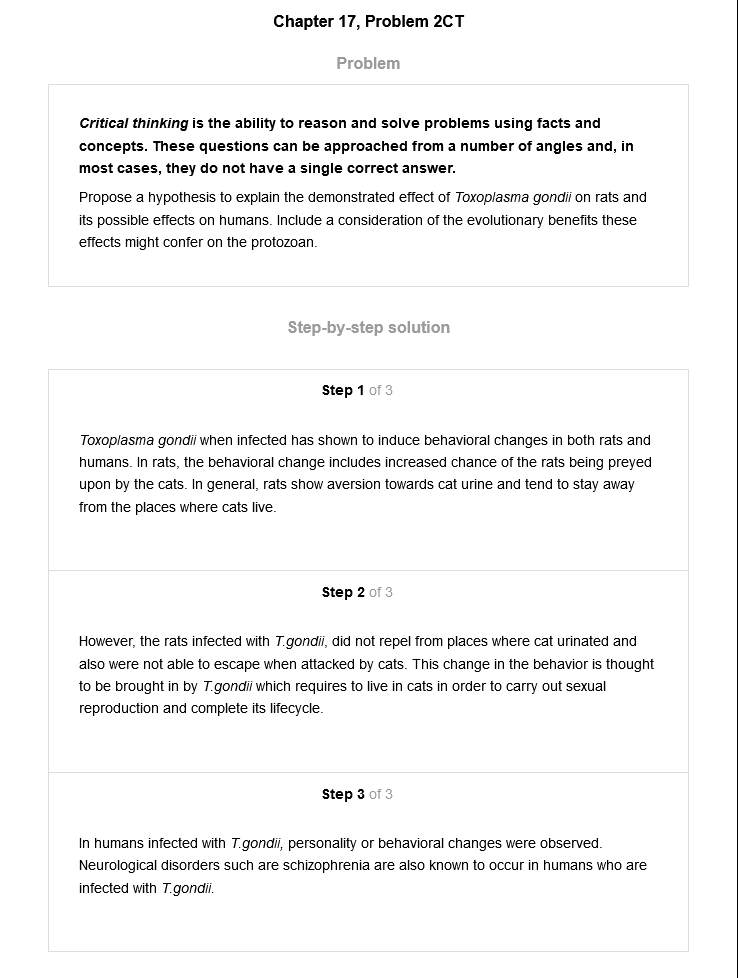 Chapter 17, Problem 2CT
Problem
Critical thinking is the ability to reason and solve problems using facts and
concepts. These questions can be approached from a number of angles and, in
most cases, they do not have a single correct answer.
Propose a hypothesis to explain the demonstrated effect of Toxoplasma gondii on rats and
its possible effects on humans. Include a consideration of the evolutionary benefits these
effects might confer on the protozoan.
Step-by-step solution
Step 1 of 3
Toxoplasma gondii when infected has shown to induce behavioral changes in both rats and
humans. In rats, the behavioral change includes increased chance of the rats being preyed
upon by the cats. In general, rats show aversion towards cat urine and tend to stay away
from the places where cats live.
Step 2 of 3
However, the rats infected with T.gondii, did not repel from places where cat urinated and
also were not able to escape when attacked by cats. This change in the behavior is thought
to be brought in by T.gondii which requires to live in cats in order to carry out sexual
reproduction and complete its lifecycle.
Step 3 of 3
In humans infected with T.gondii, personality or behavioral changes were observed.
Neurological disorders such are schizophrenia are also known to occur in humans who are
infected with T.gondii.